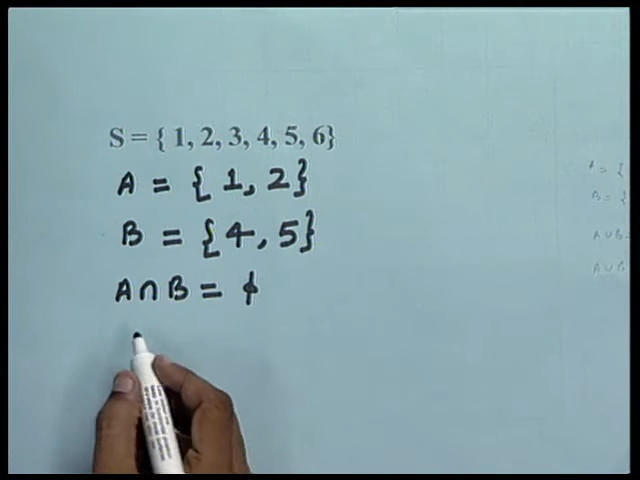 S = { 1, 2, 3, 4, 5, 6}
A = {1, 2}
B = {4, 5}
A∩B = ϕ
A = {
B = {
A∪B=
A∪B